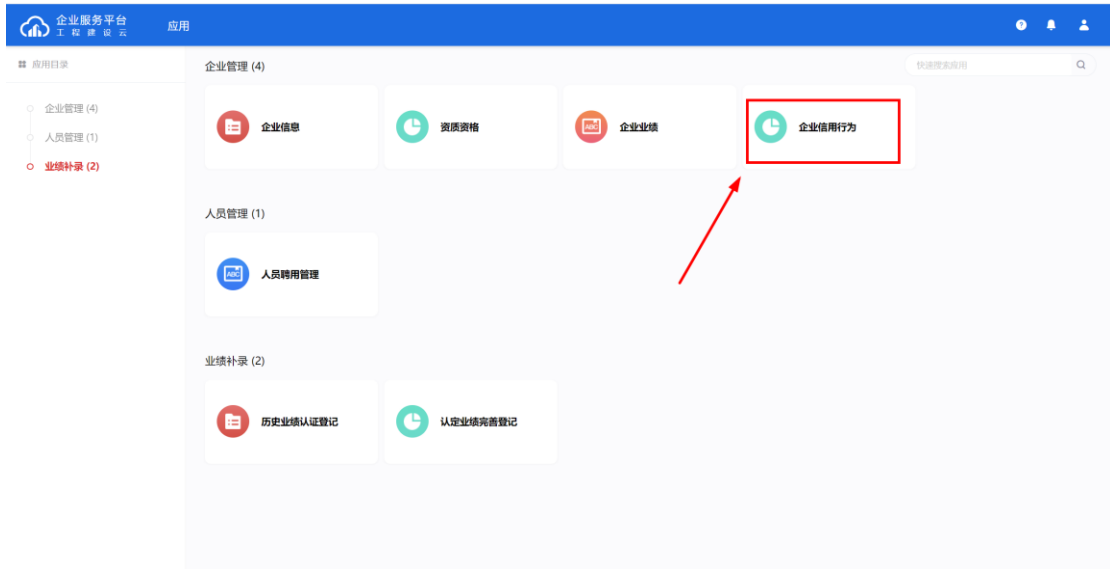 企业服务平台
工程建设云
应用
应用目录
企业管理 (4)
人员管理 (1)
业绩补录 (2)
企业管理 (4)
快速搜索应用
企业信息
资质资格
ABC
企业业绩
企业信用行为
人员管理 (1)
ABC
人员聘用管理
业绩补录 (2)
历史业绩认证登记
认定业绩完善登记